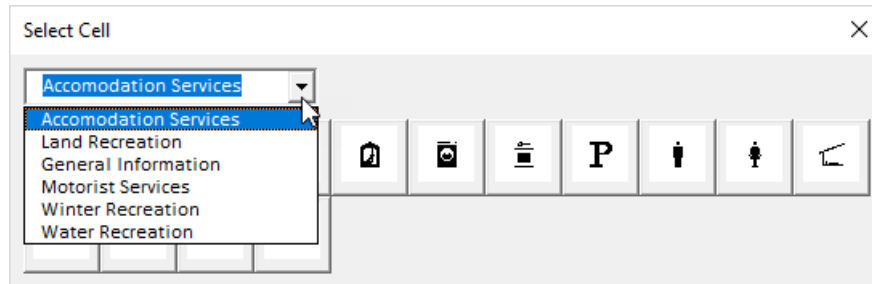 Select Cell
Accomodation Services
Accomodation Services
Land Recreation
General Information
Motorist Services
Winter Recreation
Water Recreation
P